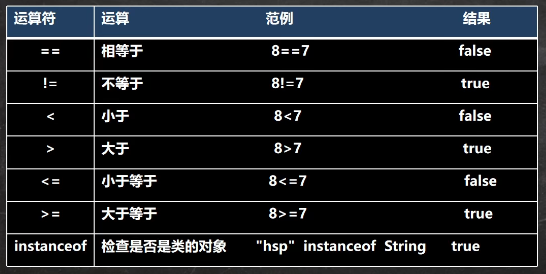 运算符 运算 范例 结果
== 相等于 8==7 false
!= 不等于 8!=7 true
< 小于 8<7 false
> 大于 8>7 true
<= 小于等于 8<=7 false
>= 大于等于 8>=7 true
instanceof 检查是否是类的对象 "hsp" instanceof String true